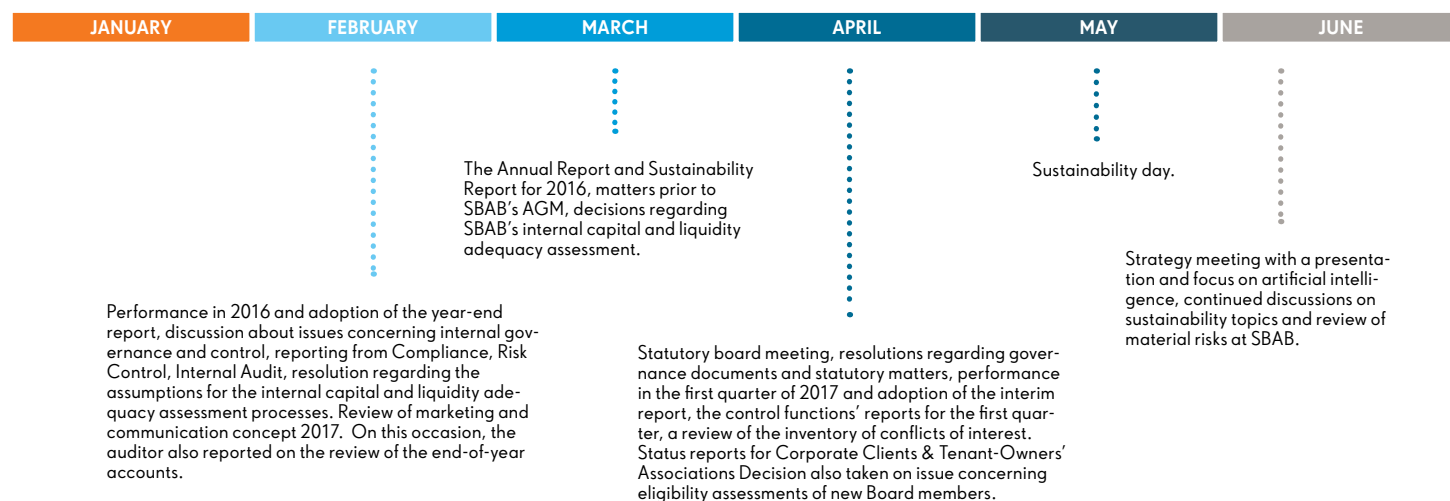 JANUARY
FEBRUARY
MARCH
APRIL
MAY
JUNE
Performance in 2016 and adoption of the year-end
report, discussion about issues concerning internal gov-
ernance and control, reporting from Compliance, Risk
Control, Internal Audit, resolution regarding the
assumptions for the internal capital and liquidity ade-
quacy assessment processes. Review of marketing and
communication concept 2017.  On this occasion, the
auditor also reported on the review of the end-of-year
accounts.
The Annual Report and Sustainability
Report for 2016, matters prior to
SBAB's AGM, decisions regarding
SBAB's internal capital and liquidity
adequacy assessment.
Statutory board meeting, resolutions regarding gover-
nance documents and statutory matters, performance
in the first quarter of 2017 and adoption of the interim
report, the control functions' reports for the first quar-
ter, a review of the inventory of conflicts of interest.
Status reports for Corporate Clients & Tenant-Owners'
Associations Decision also taken on issue concerning
eligibility assessments of new Board members.
Sustainability day.
Strategy meeting with a presenta-
tion and focus on artificial intelli-
gence, continued discussions on
sustainability topics and review of
material risks at SBAB.